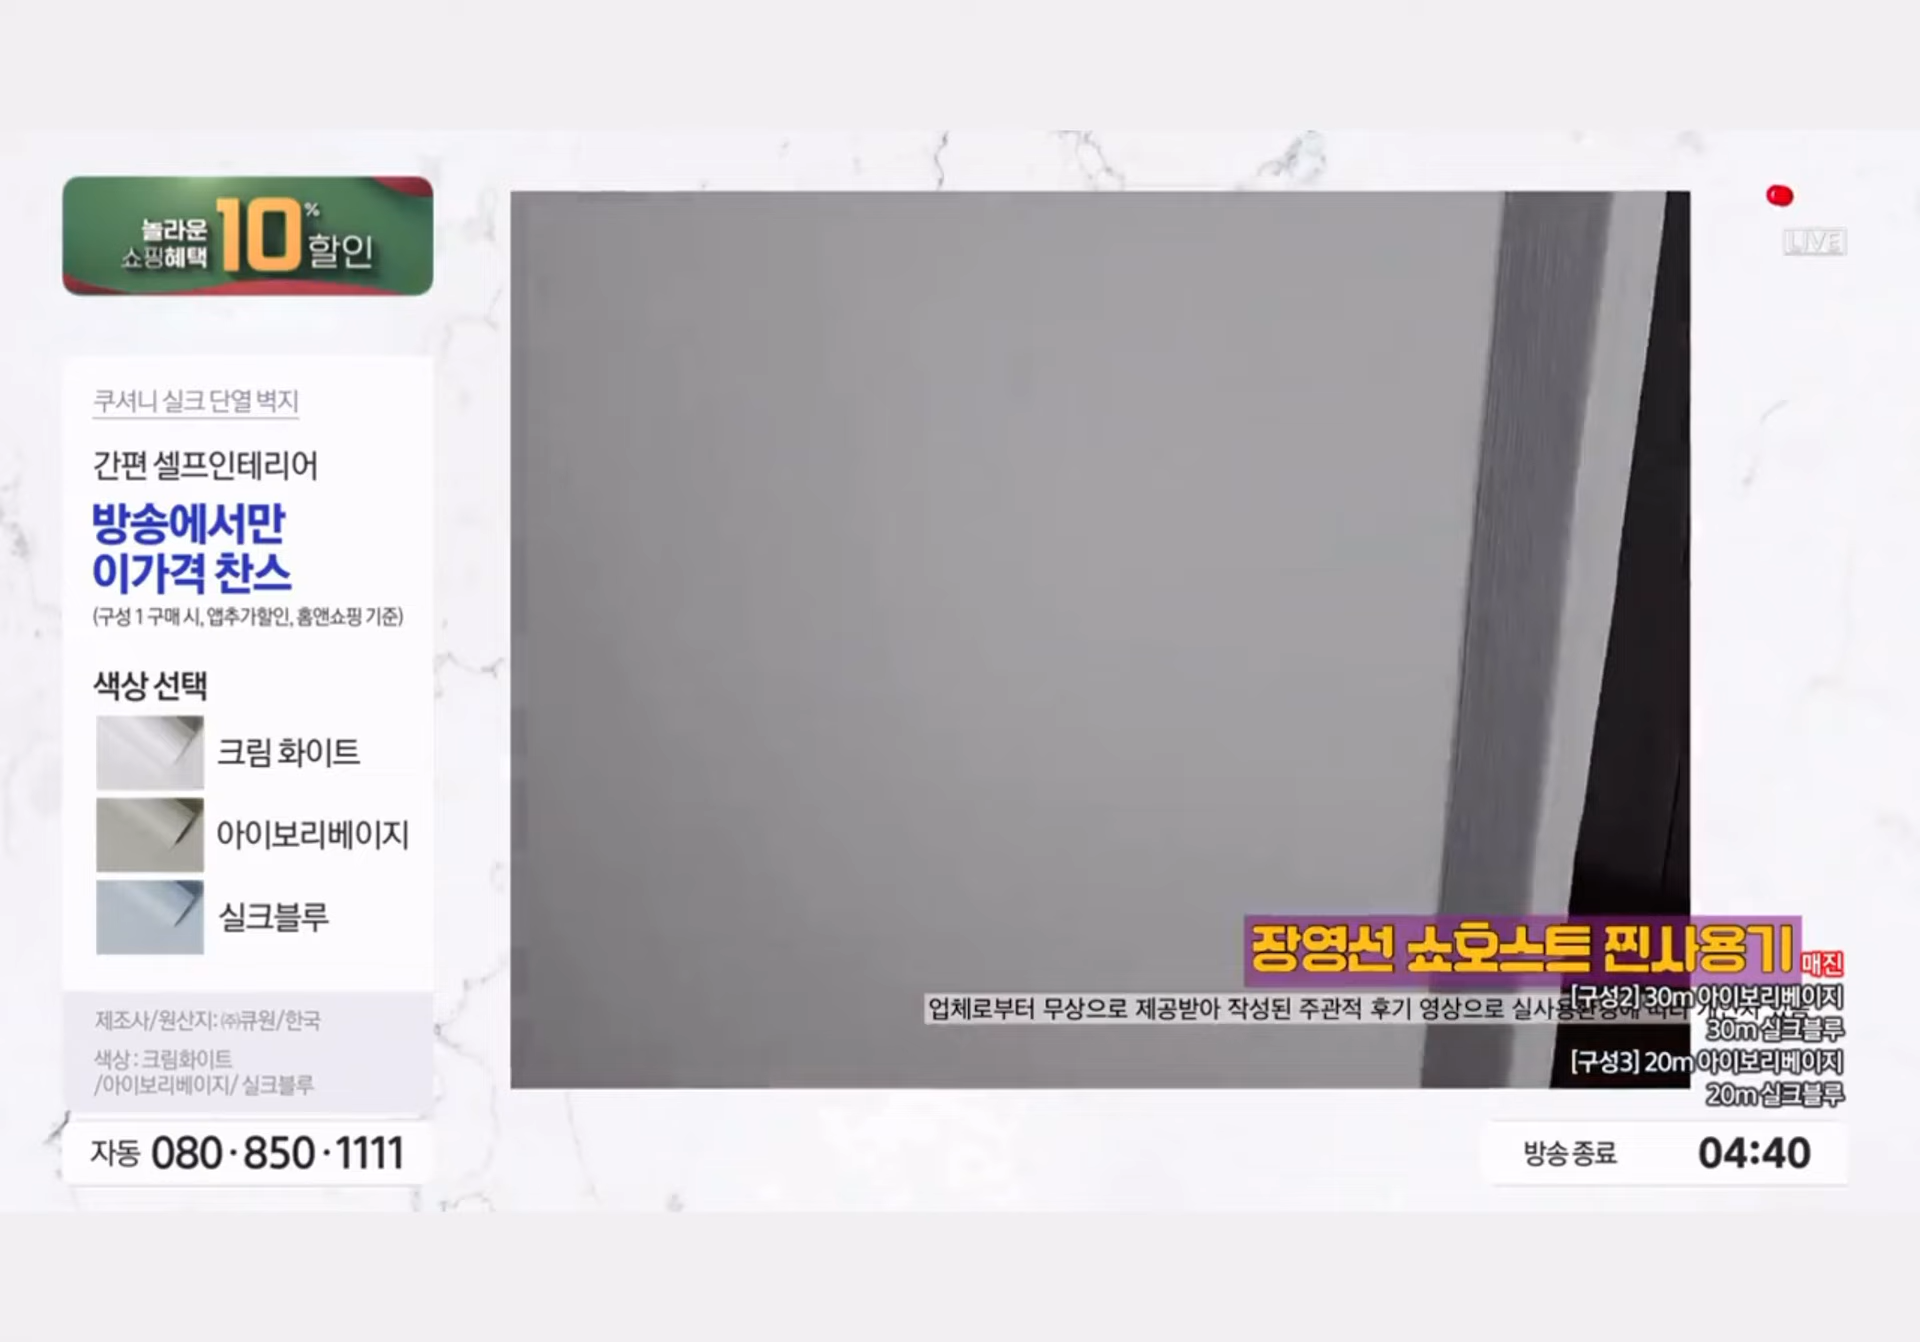 놀라운
쇼핑혜택 10% 할인
쿠셔니 실크 단열 벽지
간편 셀프인테리어
방송에서만
이가격 찬스
(구성 1 구매 시, 앱추가할인, 홈앤쇼핑 기준)
색상 선택
크림 화이트
아이보리베이지
실크블루
제조사/원산지: ㈜큐원/한국
색상 : 크림화이트
/아이보리베이지/ 실크블루
자동 080·850·1111
LIVE
장영선 쇼호스트 찐사용기
매진
업체로부터 무상으로 제공받아 작성된 주관적 후기 영상으로
[구성2] 30m 아이보리베이지
30m 실크블루
[구성3] 20m 아이보리베이지
20m 실크블루
방송 종료 04:40